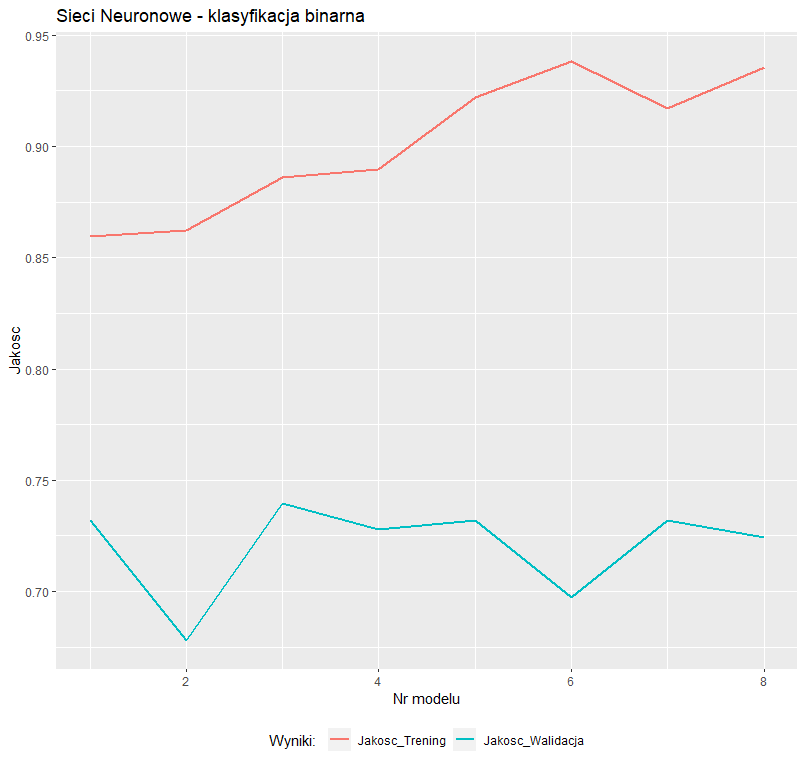 Sieci Neuronowe - klasyfikacja binarna
0.95
0.90
0.85
0.80
0.75
0.70
Jakosc
2 4 6 8
Nr modelu
Wyniki: Jakosc_Trening Jakosc_Walidacja